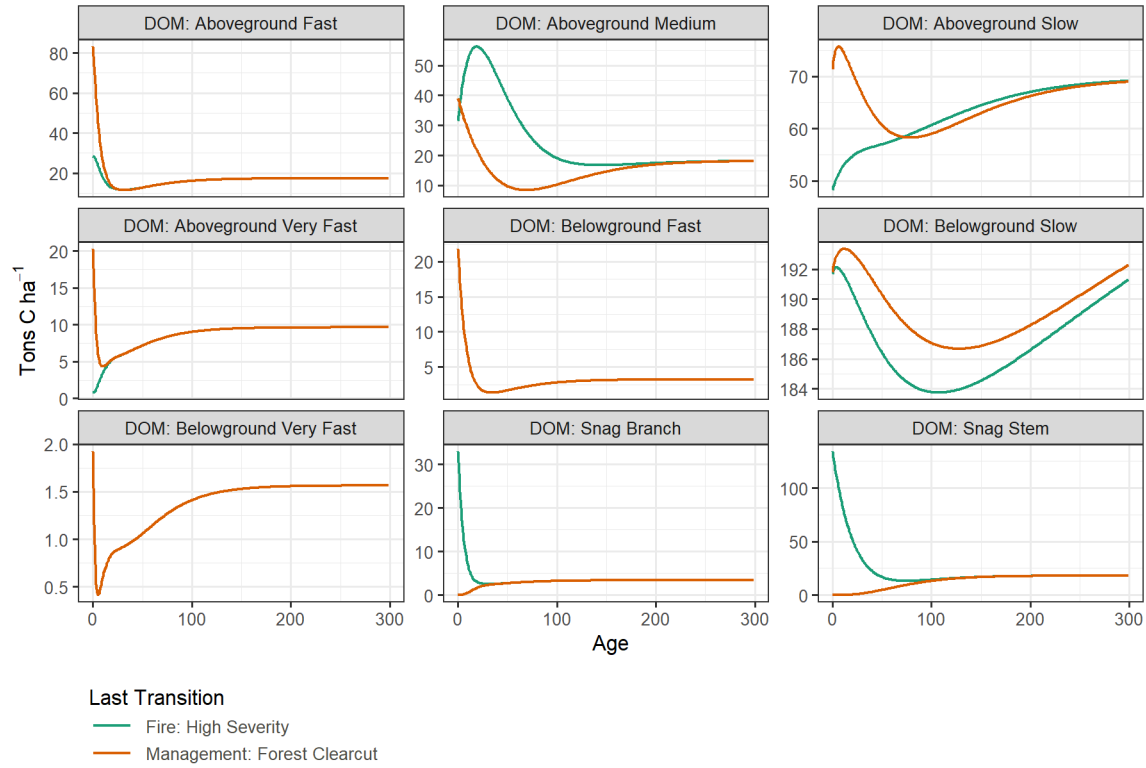 DOM: Aboveground Fast
DOM: Aboveground Medium
DOM: Aboveground Slow
80
60
40
20
50
40
30
20
10
70
60
50
DOM: Aboveground Very Fast
DOM: Belowground Fast
DOM: Belowground Slow
20
15
10
5
0
20
15
10
5
192
190
188
186
184
DOM: Belowground Very Fast
DOM: Snag Branch
DOM: Snag Stem
2.0
1.5
1.0
0.5
30
20
10
0
100
50
0
0 100 200 300
0 100 200 300
0 100 200 300
Tons C ha⁻¹
Age
Last Transition
Fire: High Severity
Management: Forest Clearcut